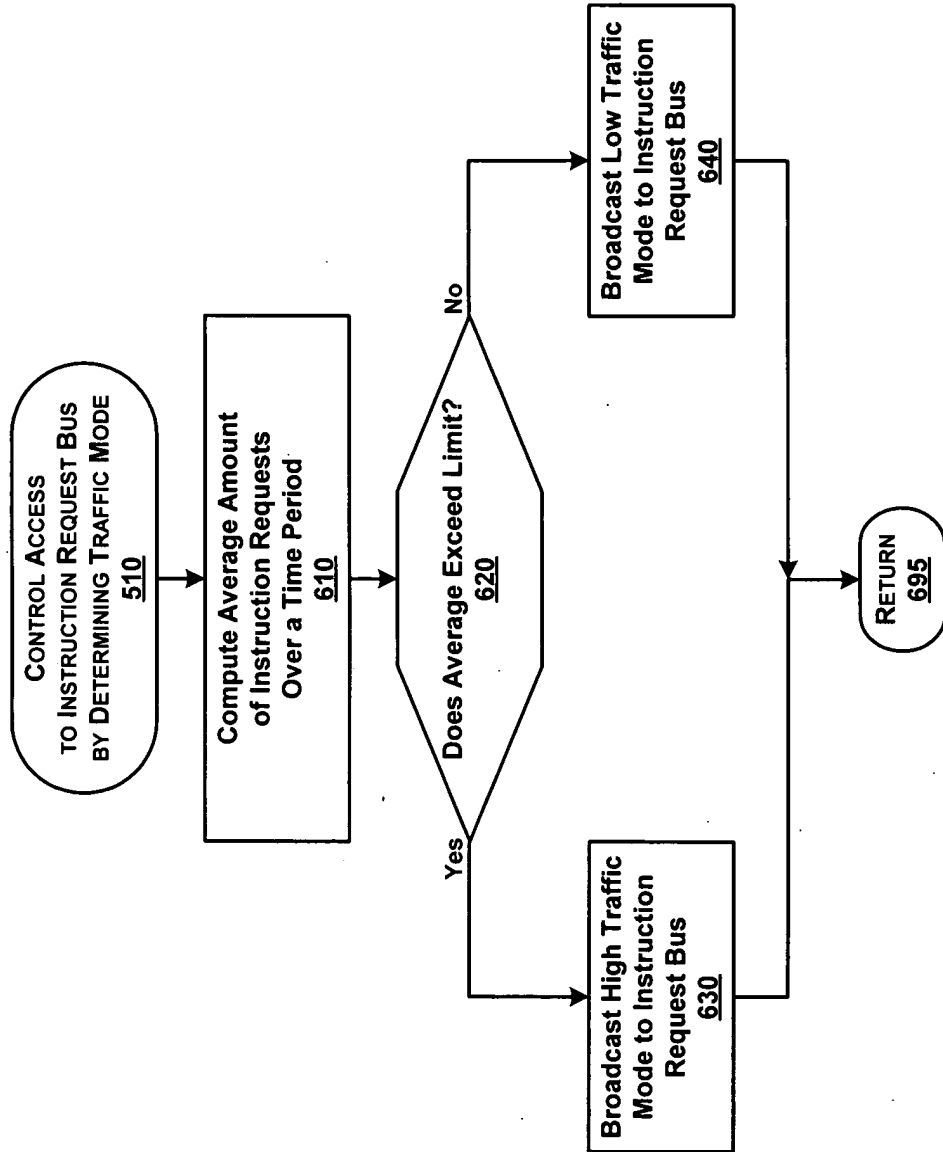 CONTROL ACCESS
TO INSTRUCTION REQUEST BUS
BY DETERMINING TRAFFIC MODE
510
Compute Average Amount
of Instruction Requests
Over a Time Period
610
Does Average Exceed Limit?
620
Yes
No
Broadcast High Traffic
Mode to Instruction
Request Bus
630
Broadcast Low Traffic
Mode to Instruction
Request Bus
640
RETURN
695